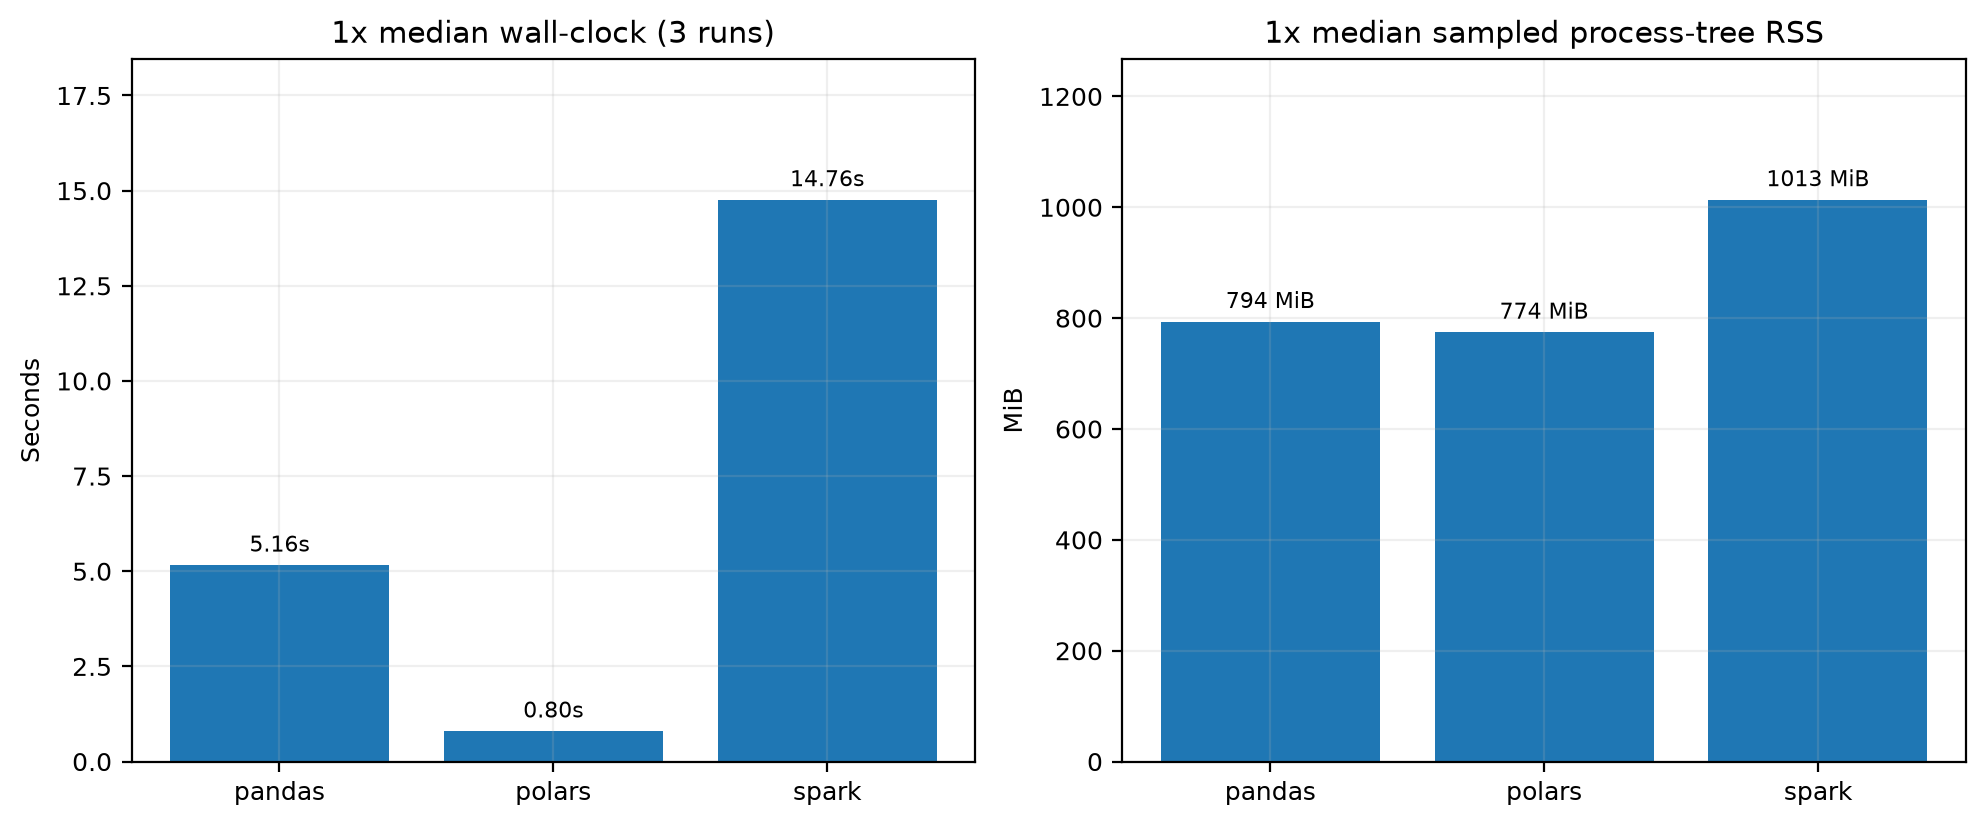 1x median wall-clock (3 runs)
17.5
15.0
12.5
10.0
7.5
5.0
2.5
0.0
Seconds
5.16s
0.80s
14.76s
pandas
polars
spark
1x median sampled process-tree RSS
1200
1000
800
600
400
200
0
MiB
794 MiB
774 MiB
1013 MiB
pandas
polars
spark